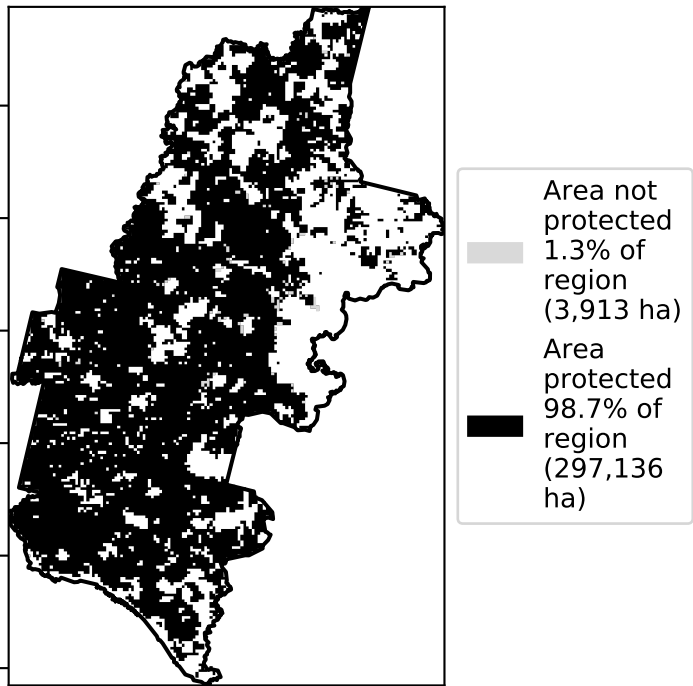 Area not
protected
1.3% of
region
(3,913 ha)
Area
protected
98.7% of
region
(297,136
ha)